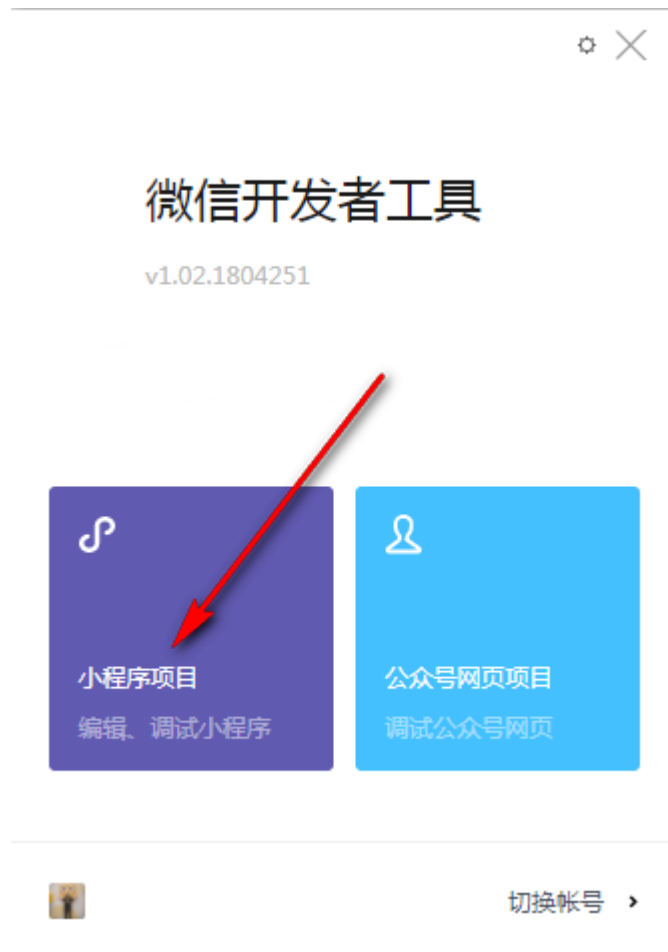 微信开发者工具
v1.02.1804251
小程序项目
编辑、调试小程序
公众号网页项目
调试公众号网页
切换帐号